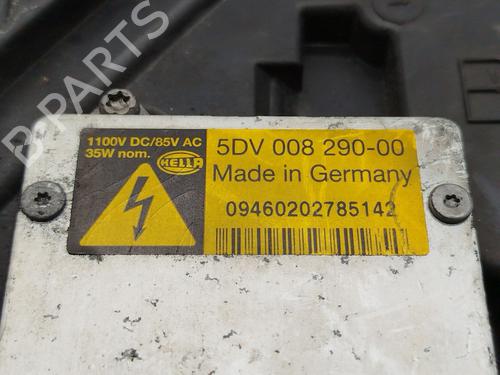 B PARTS
1100V DC/85V AC
35W nom.
HELLA
5DV 008 290-00
Made in Germany
09460202785142